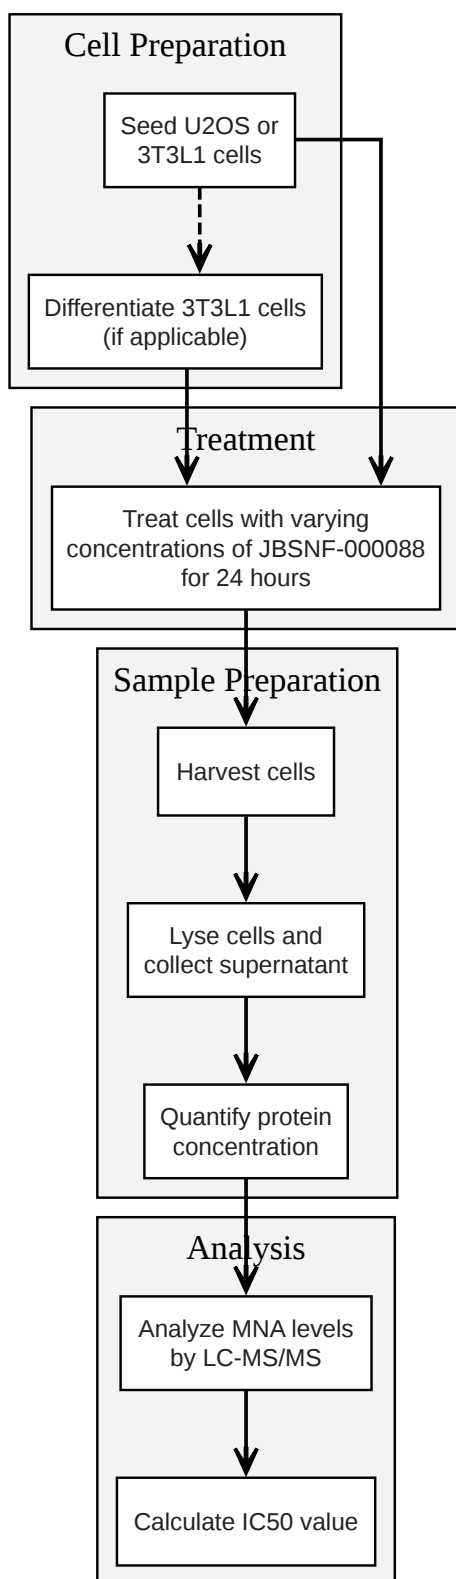 Cell Preparation
Seed U2OS or
3T3L1 cells
Differentiate 3T3L1 cells
(if applicable)
Treatment
Treat cells with varying
concentrations of JBSNF-000088
for 24 hours
Sample Preparation
Harvest cells
Lyse cells and
collect supernatant
Quantify protein
concentration
Analysis
Analyze MNA levels
by LC-MS/MS
Calculate IC50 value